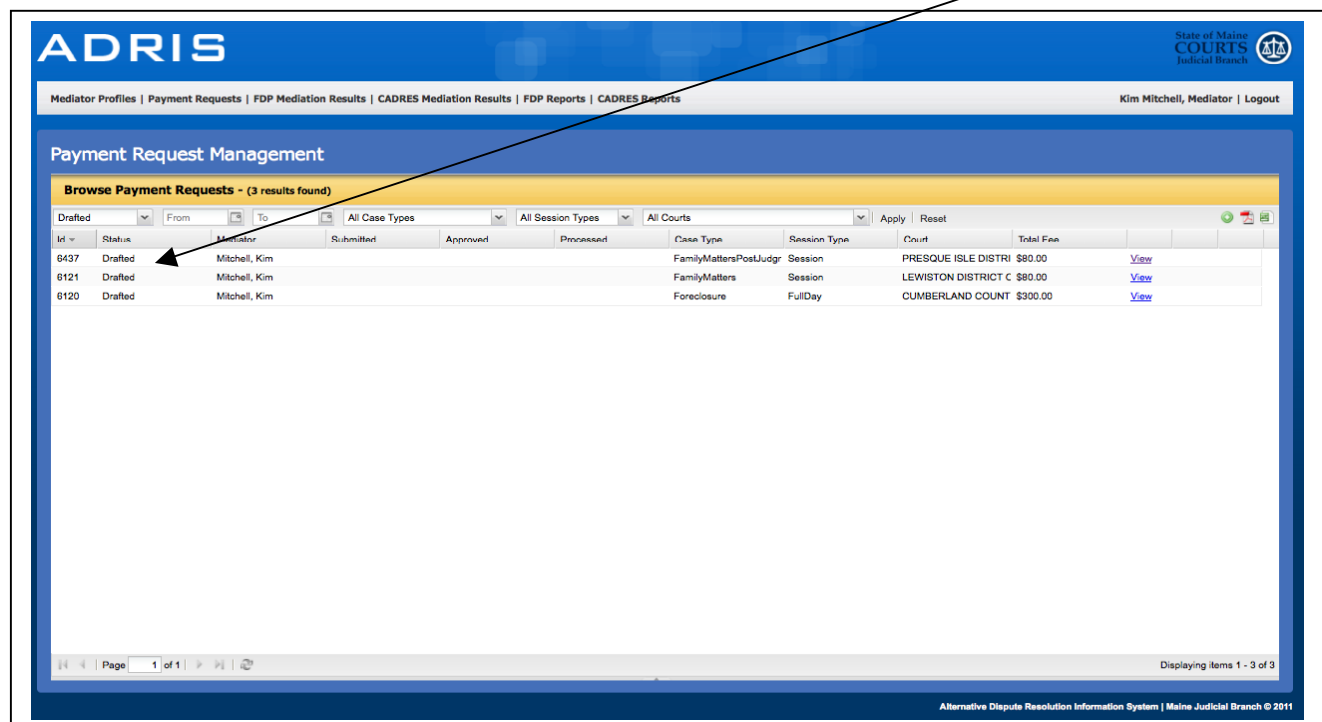 ADRIS
State of Maine
COURTS
Judicial Branch
Mediator Profiles | Payment Requests | FDP Mediation Results | CADRES Mediation Results | FDP Reports | CADRES Reports
Kim Mitchell, Mediator | Logout
Payment Request Management
Browse Payment Requests - (3 results found)
Drafted From To All Case Types All Session Types All Courts Apply Reset
Id Status Mediator Submitted Approved Processed Case Type Session Type Court Total Fee
6437 Drafted Mitchell, Kim FamilyMattersPostJudgr Session PRESQUE ISLE DISTRI $80.00 View
6121 Drafted Mitchell, Kim FamilyMatters Session LEWISTON DISTRICT C $80.00 View
6120 Drafted Mitchell, Kim Foreclosure FullDay CUMBERLAND COUNT $300.00 View
Page 1 of 1
Displaying items 1 - 3 of 3
Alternative Dispute Resolution Information System | Maine Judicial Branch © 2011